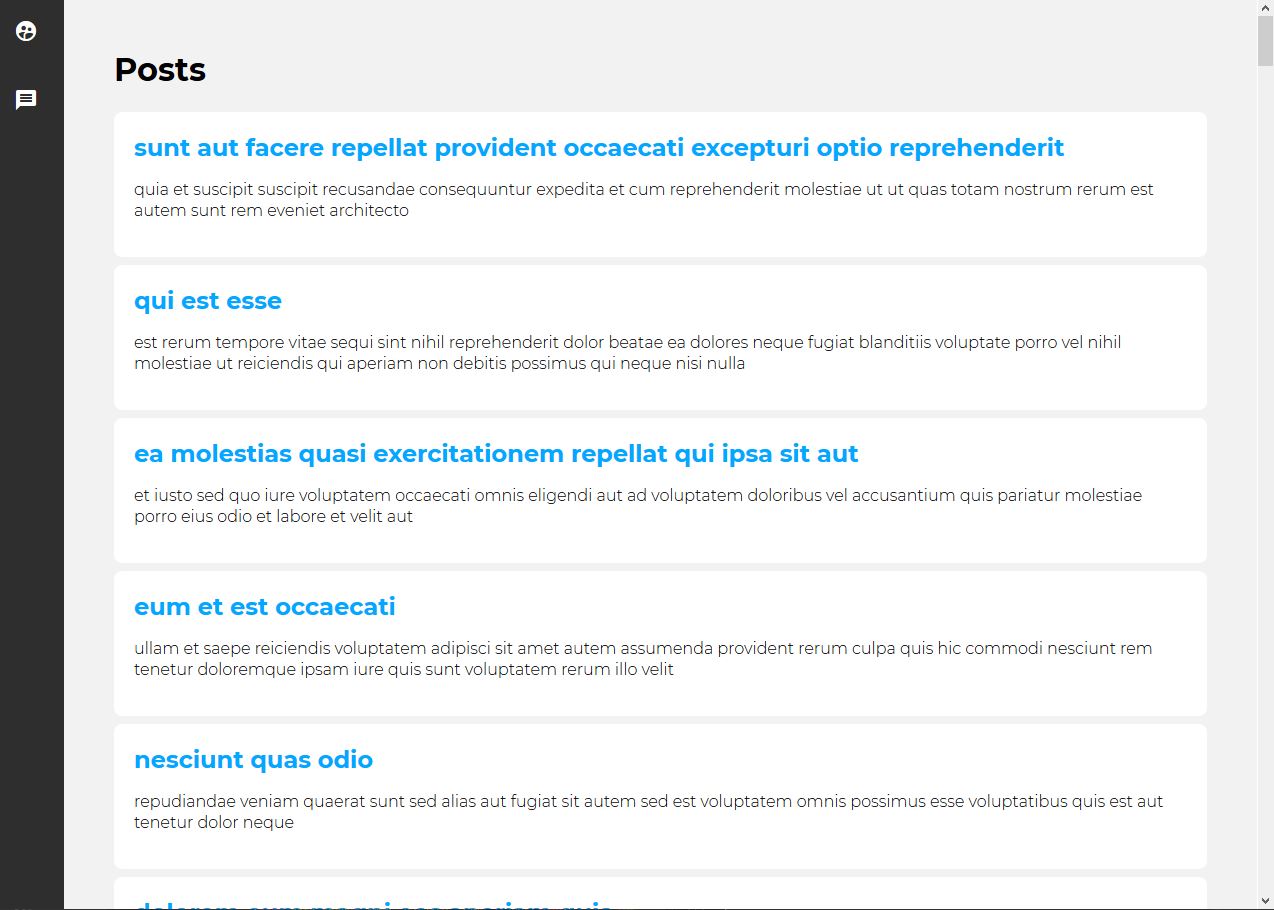 Posts
sunt aut facere repellat provident occaecati excepturi optio reprehenderit
quia et suscipit suscipit recusandae consequuntur expedita et cum reprehenderit molestiae ut ut quas totam nostrum rerum est
autem sunt rem eveniet architecto
qui est esse
est rerum tempore vitae sequi sint nihil reprehenderit dolor beatae ea dolores neque fugiat blanditiis voluptate porro vel nihil
molestiae ut reiciendis qui aperiam non debitis possimus qui neque nisi nulla
ea molestias quasi exercitationem repellat qui ipsa sit aut
et iusto sed quo iure voluptatem occaecati omnis eligendi aut ad voluptatem doloribus vel accusantium quis pariatur molestiae
porro eius odio et labore et velit aut
eum et est occaecati
ullam et saepe reiciendis voluptatem adipisci sit amet autem assumenda provident rerum culpa quis hic commodi nesciunt rem
tenetur doloremque ipsam iure quis sunt voluptatem rerum illo velit
nesciunt quas odio
repudiandae veniam quaerat sunt sed alias aut fugiat sit autem sed est voluptatem omnis possimus esse voluptatibus quis est aut
tenetur dolor neque